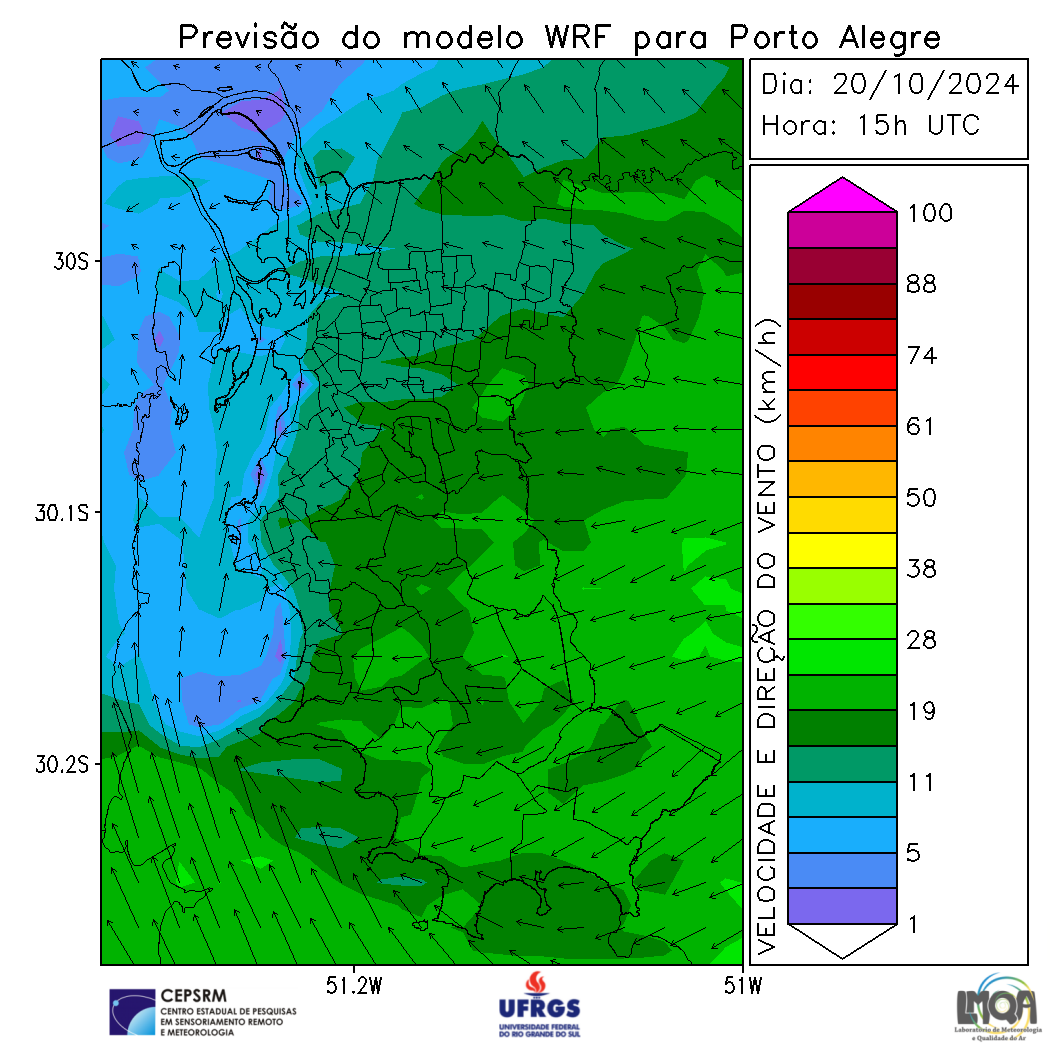 Previsão do modelo WRF para Porto Alegre
Dia: 20/10/2024
Hora: 15h UTC
30S
30.1S
30.2S
51.2W
51W
VELOCIDADE E DIREÇÃO DO VENTO (km/h)
100
88
74
61
50
38
28
19
11
5
1
CEPSRM
CENTRO ESTADUAL DE PESQUISAS
EM SENSORIAMENTO REMOTO
E METEOROLOGIA
UFRGS
UNIVERSIDADE FEDERAL
DO RIO GRANDE DO SUL
LMQA
Laboratório de Meteorologia
e Qualidade do Ar